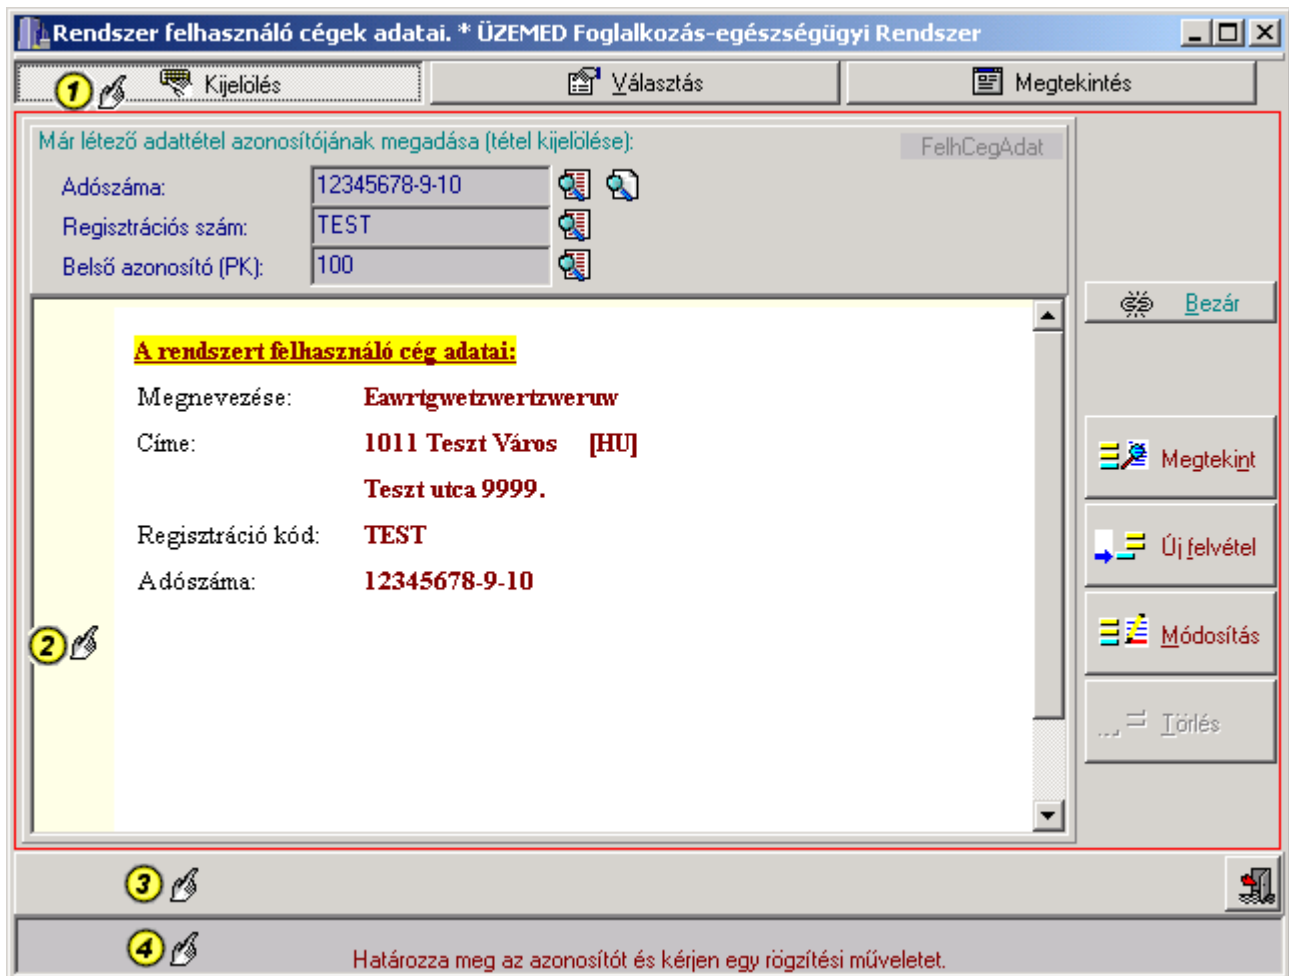 Rendszer felhasználó cégek adatai. * ÜZEMED Foglalkozás-egészségügyi Rendszer
1 Kijelölés Választás Megtekintés
Már létező adattétel azonosítójának megadása (tétel kijelölése): FelhCegAdat
Adószáma: 12345678-9-10
Regisztrációs szám: TEST
Belső azonosító (PK): 100
Bezár
A rendszert felhasználó cég adatai:
Megnevezése: Eawrtgwetzwertzweruw
Címe: 1011 Teszt Város [HU]
Megtekint
Teszt utca 9999.
Regisztráció kód: TEST
Új felvétel
Adószáma: 12345678-9-10
2
Módosítás
Törlés
3
4
Határozza meg az azonosítót és kérjen egy rögzítési műveletet.